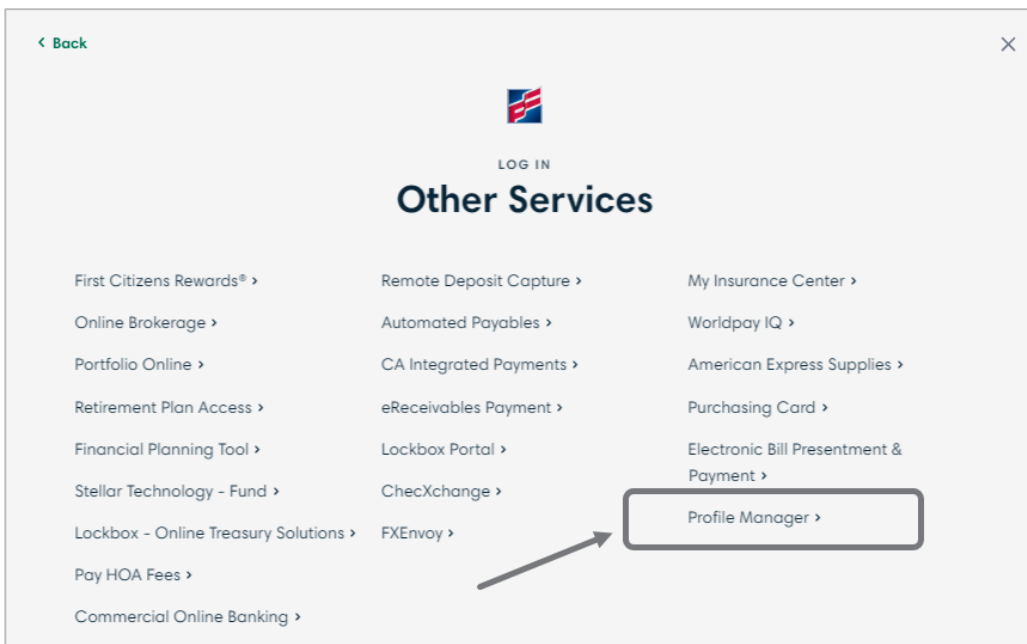 ‹ Back
LOG IN
Other Services
First Citizens Rewards® ›
Online Brokerage ›
Portfolio Online ›
Retirement Plan Access ›
Financial Planning Tool ›
Stellar Technology - Fund ›
Lockbox - Online Treasury Solutions ›
Pay HOA Fees ›
Commercial Online Banking ›
Remote Deposit Capture ›
Automated Payables ›
CA Integrated Payments ›
eReceivables Payment ›
Lockbox Portal ›
ChecXchange ›
FXEnvoy ›
My Insurance Center ›
Worldpay IQ ›
American Express Supplies ›
Purchasing Card ›
Electronic Bill Presentment &
Payment ›
Profile Manager ›